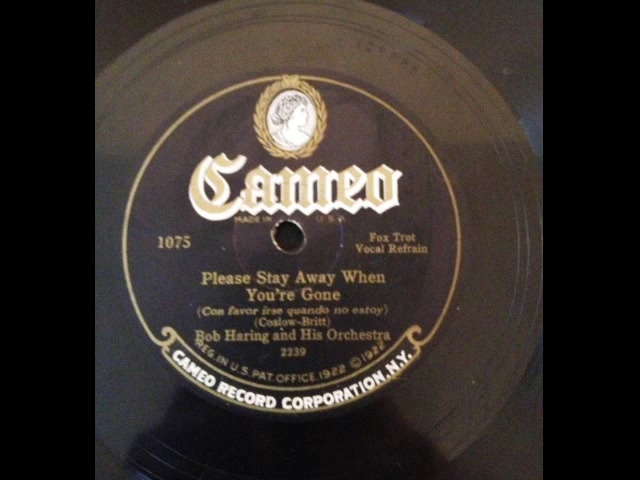 Cameo
MADE IN U.S.A
1075
Fox Trot
Vocal Refrain
Please Stay Away When
You're Gone
(Con favor irse quando no estoy)
(Coslow-Britt)
Bob Haring and His Orchestra
2239
REG. IN U.S. PAT. OFFICE, 1922 © 1922
CAMEO RECORD CORPORATION, N.Y.